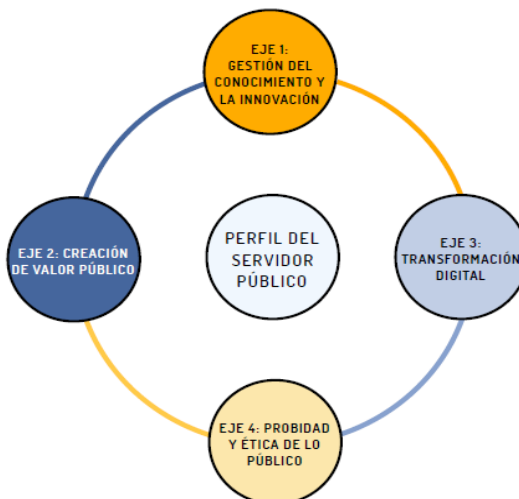 EJE 1:
GESTIÓN DEL
CONOCIMIENTO Y
LA INNOVACIÓN
EJE 2: CREACIÓN
DE VALOR PÚBLICO
PERFIL DEL
SERVIDOR
PÚBLICO
EJE 3:
TRANSFORMACIÓN
DIGITAL
EJE 4: PROBIDAD
Y ÉTICA DE LO
PÚBLICO